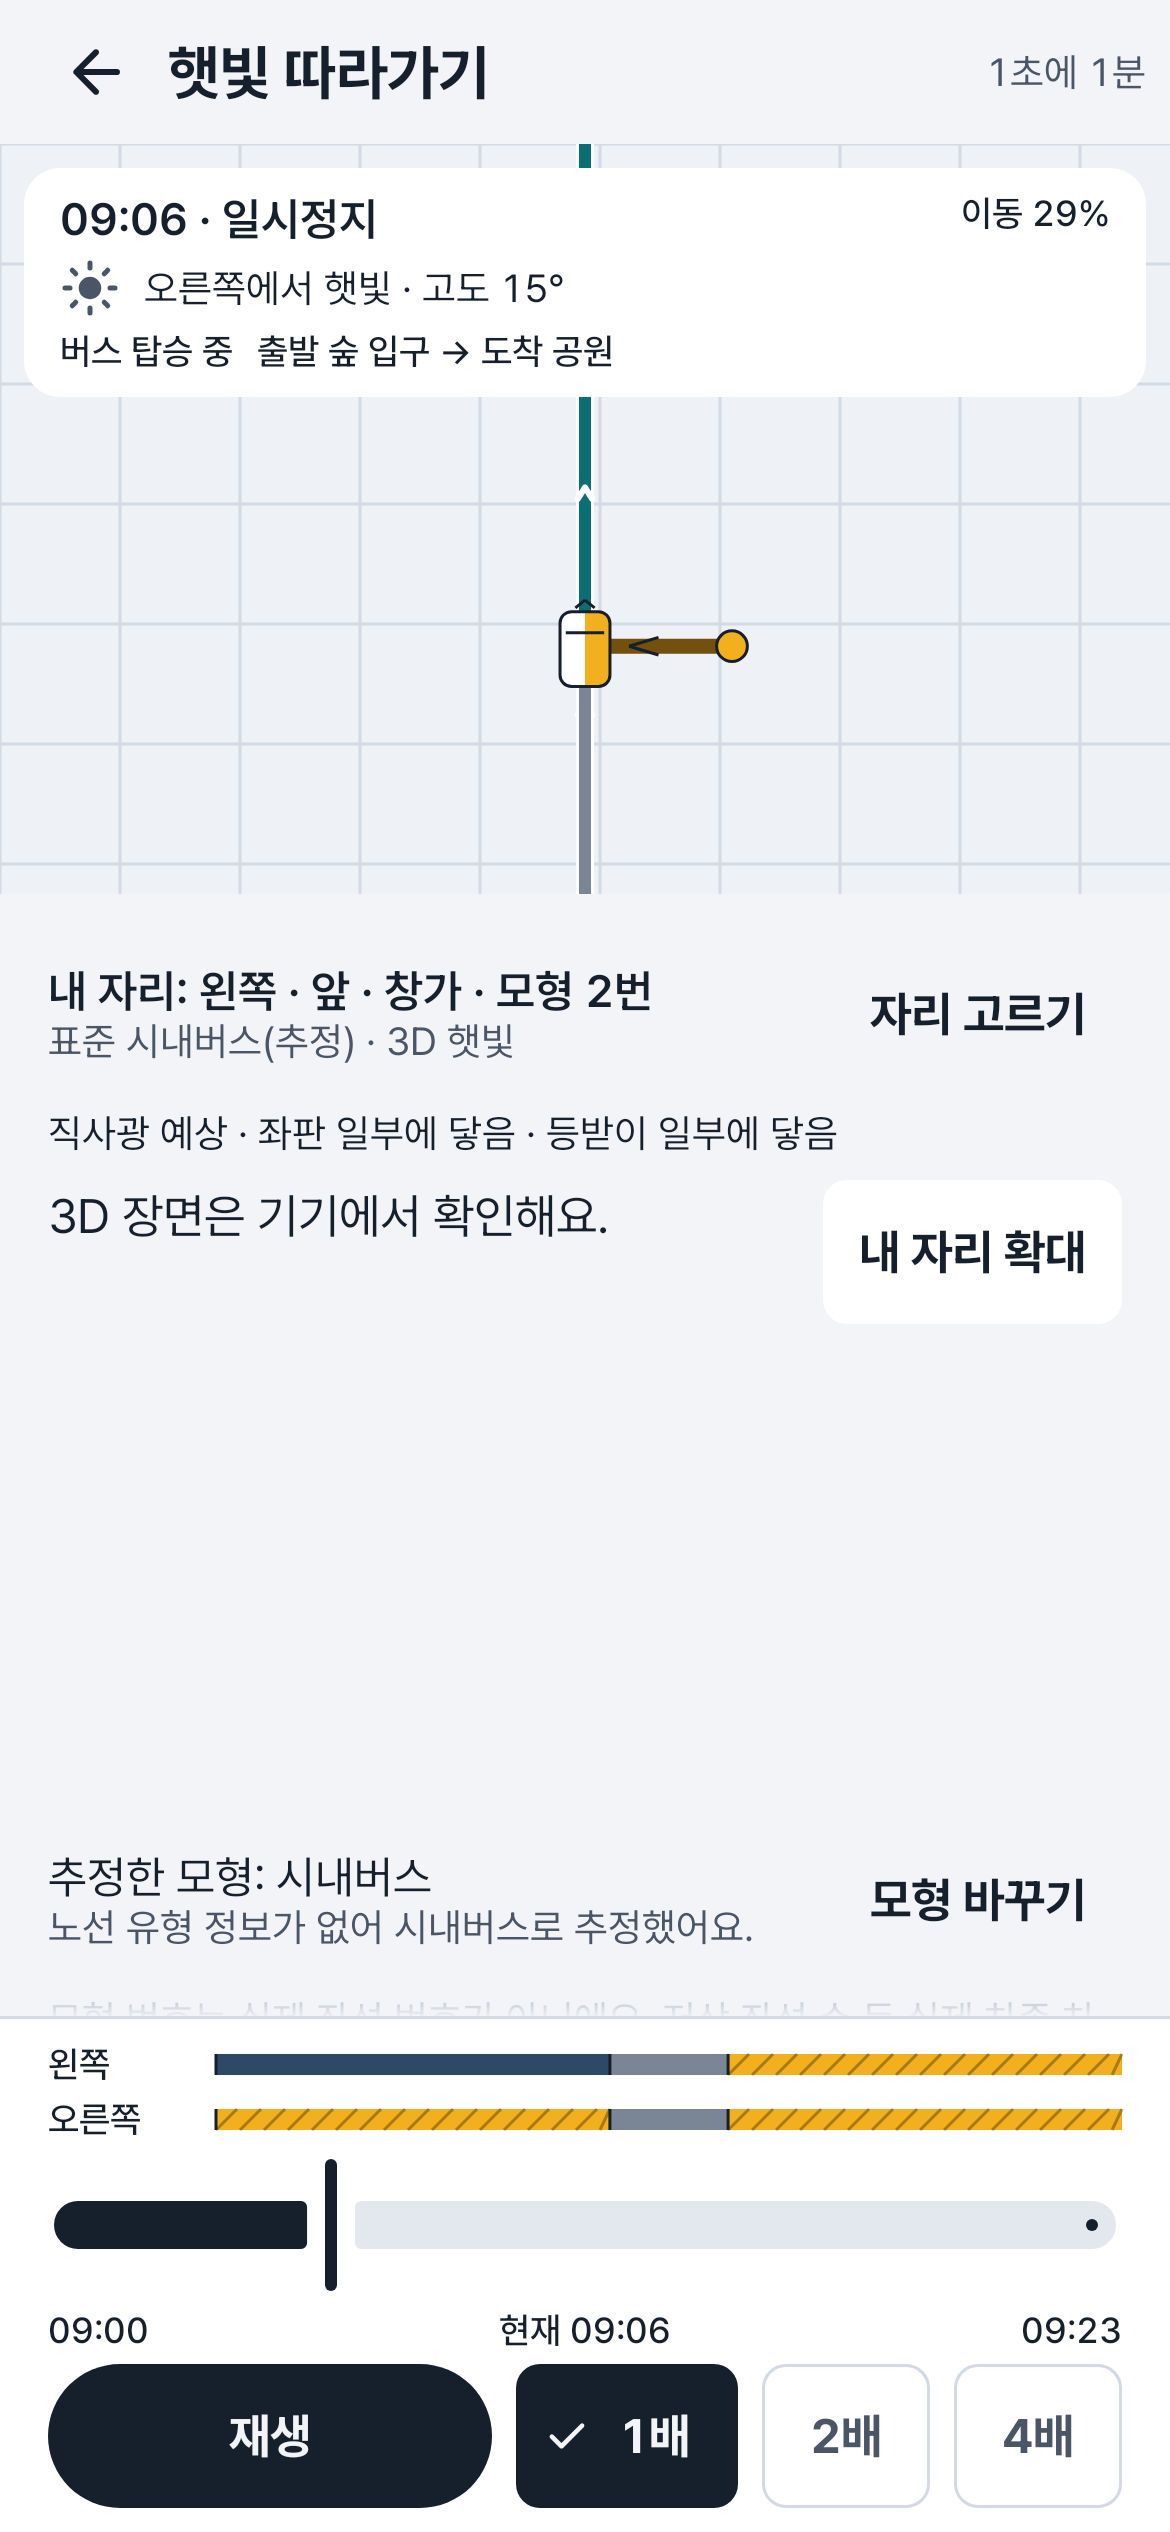 햇빛 따라가기
1초에 1분
09:06 · 일시정지
이동 29%
오른쪽에서 햇빛 · 고도 15°
버스 탑승 중 출발 숲 입구 → 도착 공원
내 자리: 왼쪽 · 앞 · 창가 · 모형 2번
자리 고르기
표준 시내버스(추정) · 3D 햇빛
직사광 예상 · 좌판 일부에 닿음 · 등받이 일부에 닿음
3D 장면은 기기에서 확인해요.
내 자리 확대
추정한 모형: 시내버스
모형 바꾸기
노선 유형 정보가 없어 시내버스로 추정했어요.
왼쪽
오른쪽
09:00
현재 09:06
09:23
재생
1배
2배
4배